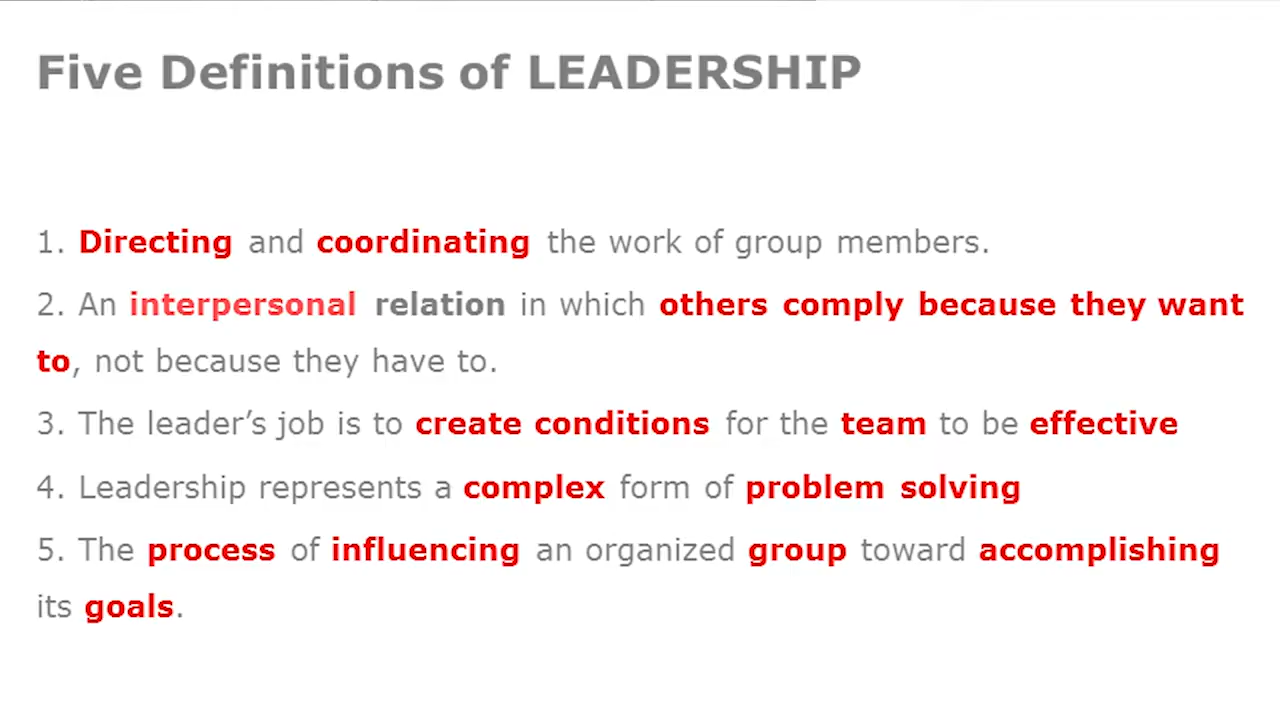 Five Definitions of LEADERSHIP
1. Directing and coordinating the work of group members.
2. An interpersonal relation in which others comply because they want
to, not because they have to.
3. The leader’s job is to create conditions for the team to be effective
4. Leadership represents a complex form of problem solving
5. The process of influencing an organized group toward accomplishing
its goals.